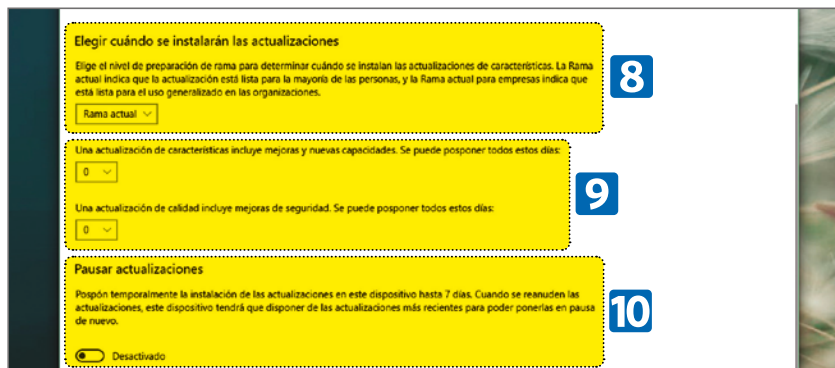 Elegir cuándo se instalarán las actualizaciones
Elige el nivel de preparación de rama para determinar cuándo se instalan las actualizaciones de características. La Rama
actual indica que la actualización está lista para la mayoría de las personas, y la Rama actual para empresas indica que
está lista para el uso generalizado en las organizaciones.
Rama actual
8
Una actualización de características incluye mejoras y nuevas capacidades. Se puede posponer todos estos días:
0
Una actualización de calidad incluye mejoras de seguridad. Se puede posponer todos estos días:
0
9
Pausar actualizaciones
Pospón temporalmente la instalación de las actualizaciones en este dispositivo hasta 7 días. Cuando se reanuden las
actualizaciones, este dispositivo tendrá que disponer de las actualizaciones más recientes para poder ponerlas en pausa
de nuevo.
Desactivado
10